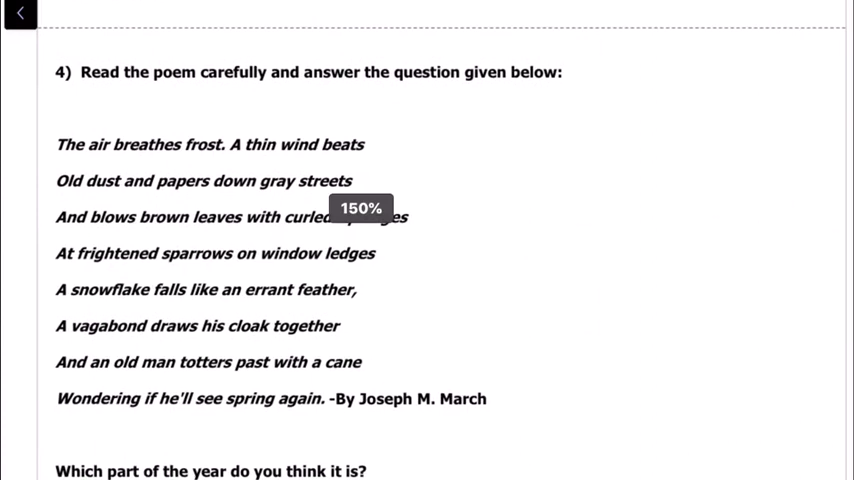 4) Read the poem carefully and answer the question given below:
The air breathes frost. A thin wind beats
Old dust and papers down gray streets
150%
And blows brown leaves with curled
At frightened sparrows on window ledges
A snowflake falls like an errant feather,
A vagabond draws his cloak together
And an old man totters past with a cane
Wondering if he'll see spring again. -By Joseph M. March
Which part of the year do you think it is?